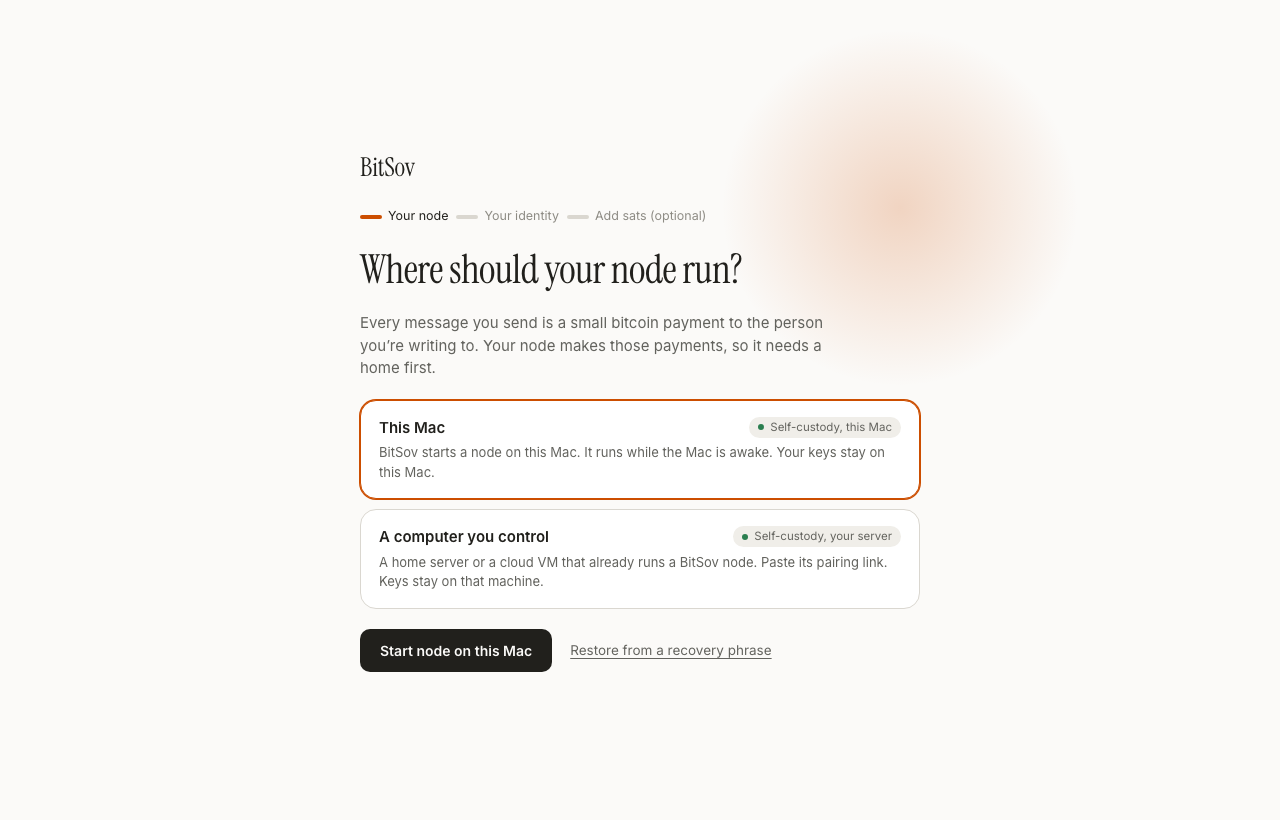 BitSov
Your node Your identity Add sats (optional)
Where should your node run?
Every message you send is a small bitcoin payment to the person
you’re writing to. Your node makes those payments, so it needs a
home first.
This Mac Self-custody, this Mac
BitSov starts a node on this Mac. It runs while the Mac is awake. Your keys stay on
this Mac.
A computer you control Self-custody, your server
A home server or a cloud VM that already runs a BitSov node. Paste its pairing link.
Keys stay on that machine.
Start node on this Mac Restore from a recovery phrase